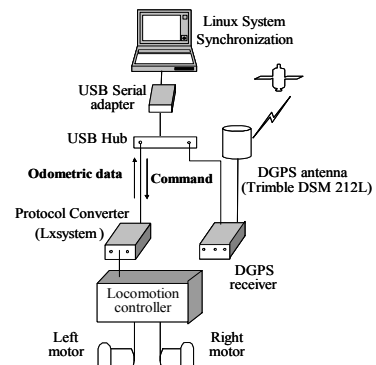 Linux System
Synchronization
USB Serial
adapter
USB Hub
Odometric data
Command
DGPS antenna
(Trimble DSM 212L)
Protocol Converter
(Lxsystem)
DGPS
receiver
Locomotion
controller
Left
motor
Right
motor